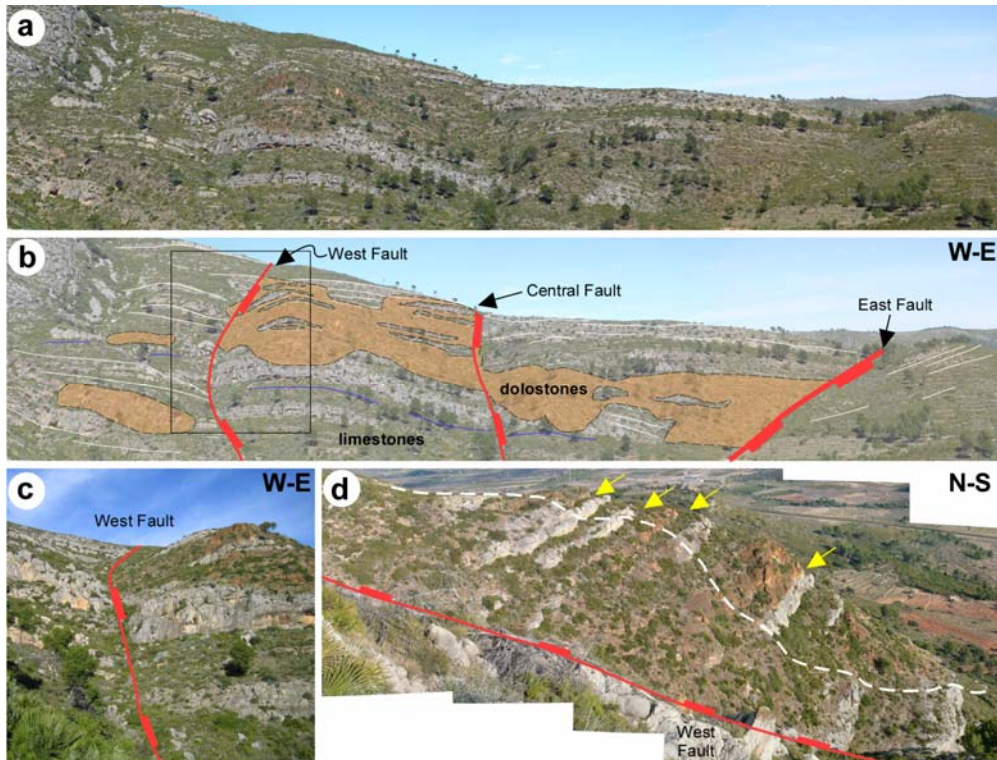 a
b
W-E
West Fault
Central Fault
East Fault
dolostones
limestones
c
W-E
West Fault
d
N-S
West
Fault